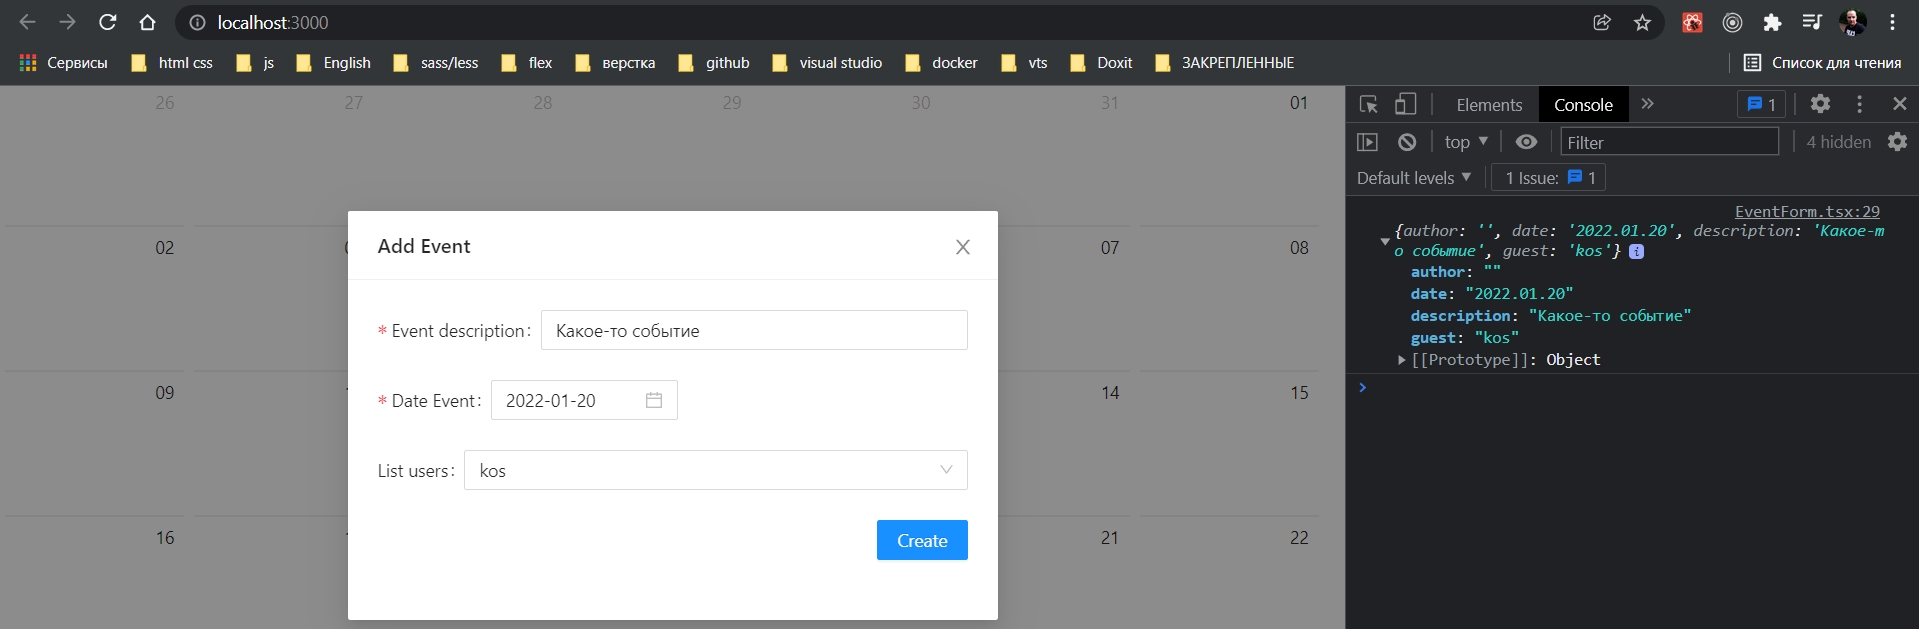 localhost:3000
Сервисы html css js English sass/less flex верстка github visual studio docker vts Doxit ЗАКРЕПЛЕННЫЕ Список для чтения
26 27 28 29 30 31 01
Elements Console » 1
top Filter 4 hidden
Default levels 1 Issue: 1
EventForm.tsx:29
{author: '', date: '2022.01.20', description: 'Какое-т
о событие', guest: 'kos'} i
author: ""
date: "2022.01.20"
description: "Какое-то событие"
guest: "kos"
[[Prototype]]: Object
02 07 08
Add Event
* Event description: Какое-то событие
09 14 15
* Date Event: 2022-01-20
List users: kos
16 21 22
Create